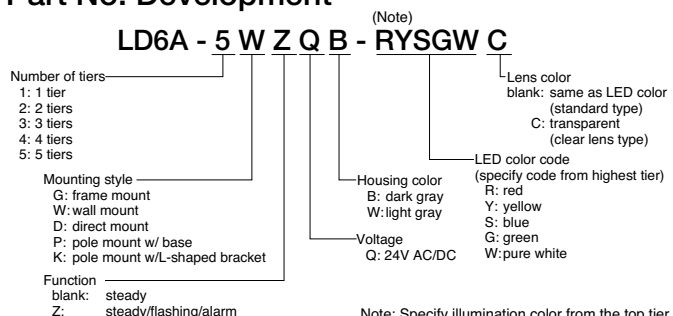 Part No. Development
(Note)
LD6A - 5 W Z Q B - RYSGW C
Number of tiers
1: 1 tier
2: 2 tiers
3: 3 tiers
4: 4 tiers
5: 5 tiers
Mounting style
G: frame mount
W: wall mount
D: direct mount
P: pole mount w/ base
K: pole mount w/L-shaped bracket
Function
blank: steady
Z: steady/flashing/alarm
Housing color
B: dark gray
W: light gray
Voltage
Q: 24V AC/DC
Lens color
blank: same as LED color
(standard type)
C: transparent
(clear lens type)
LED color code
(specify code from highest tier)
R: red
Y: yellow
S: blue
G: green
W: pure white
Note: Specify illumination color from the top tier